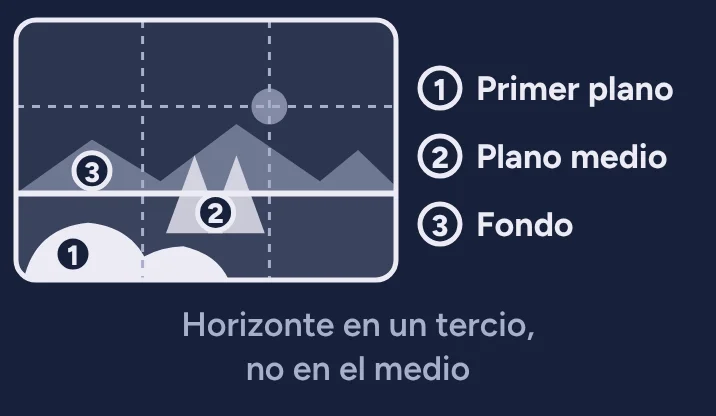 3
2
1
1 Primer plano
2 Plano medio
3 Fondo
Horizonte en un tercio,
no en el medio